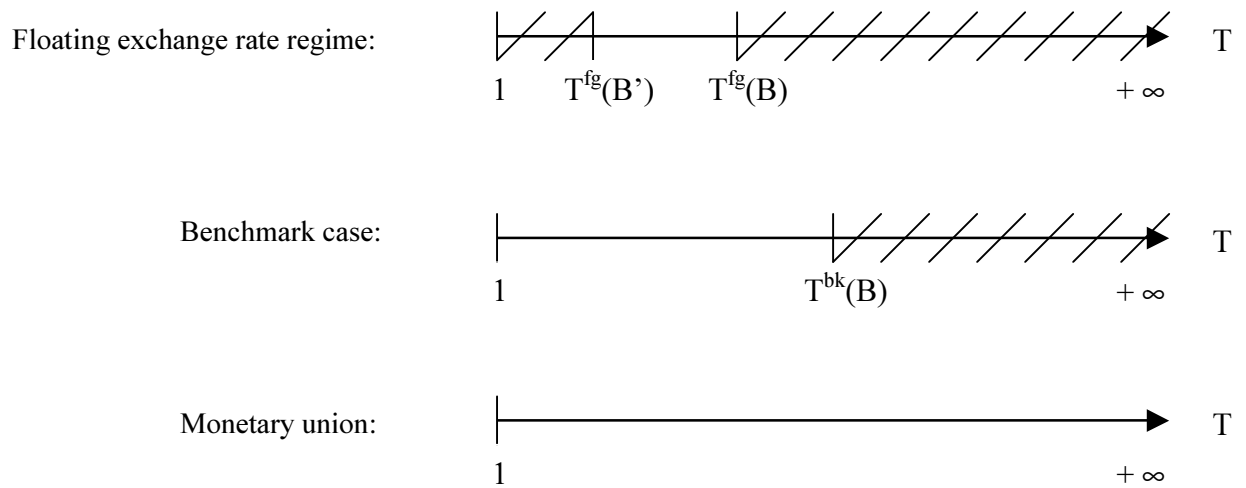 Floating exchange rate regime: T
1 T^fg(B’) T^fg(B) + ∞
Benchmark case: T
1 T^bk(B) + ∞
Monetary union: T
1 + ∞